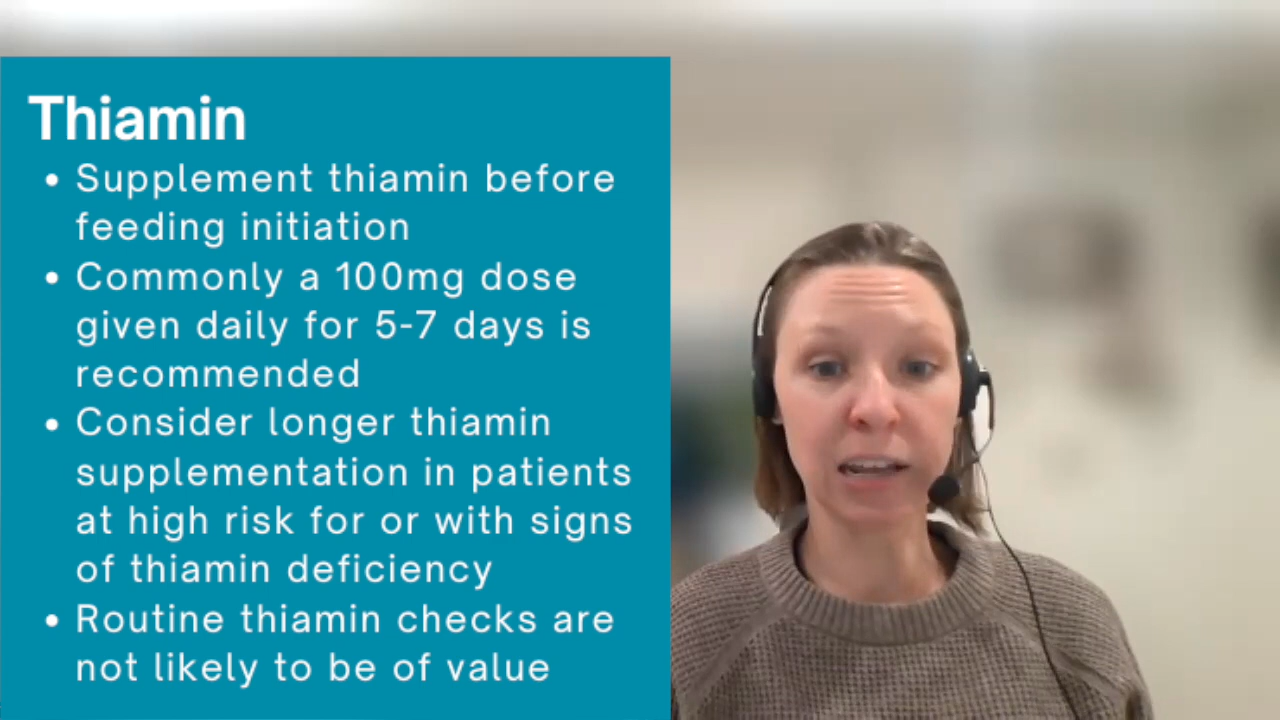 Thiamin
• Supplement thiamin before
feeding initiation
• Commonly a 100mg dose
given daily for 5-7 days is
recommended
• Consider longer thiamin
supplementation in patients
at high risk for or with signs
of thiamin deficiency
• Routine thiamin checks are
not likely to be of value